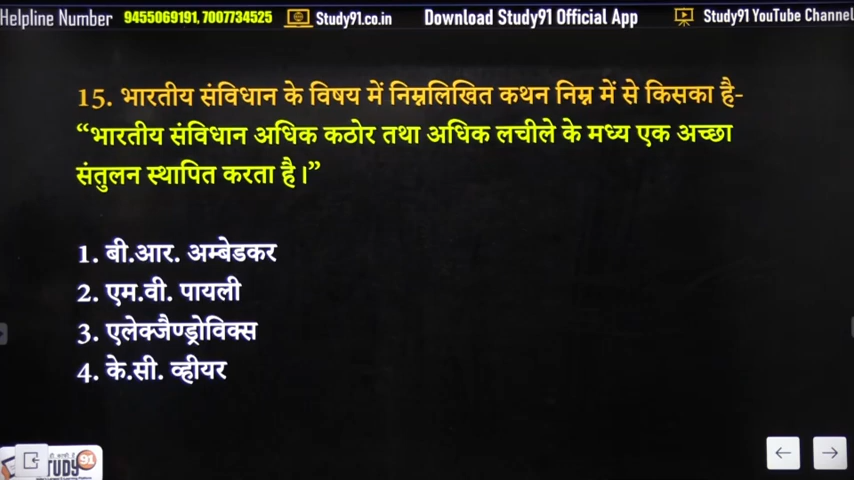 Helpline Number 9455069191, 7007734525 Study91.co.in Download Study91 Official App Study91 YouTube Channel
15. भारतीय संविधान के विषय में निम्नलिखित कथन निम्न में से किसका है-
“भारतीय संविधान अधिक कठोर तथा अधिक लचीले के मध्य एक अच्छा
संतुलन स्थापित करता है।”
1. बी.आर. अम्बेडकर
2. एम.वी. पायली
3. एलेक्जैण्ड्रोविक्स
4. के.सी. व्हीयर
TUDY 91